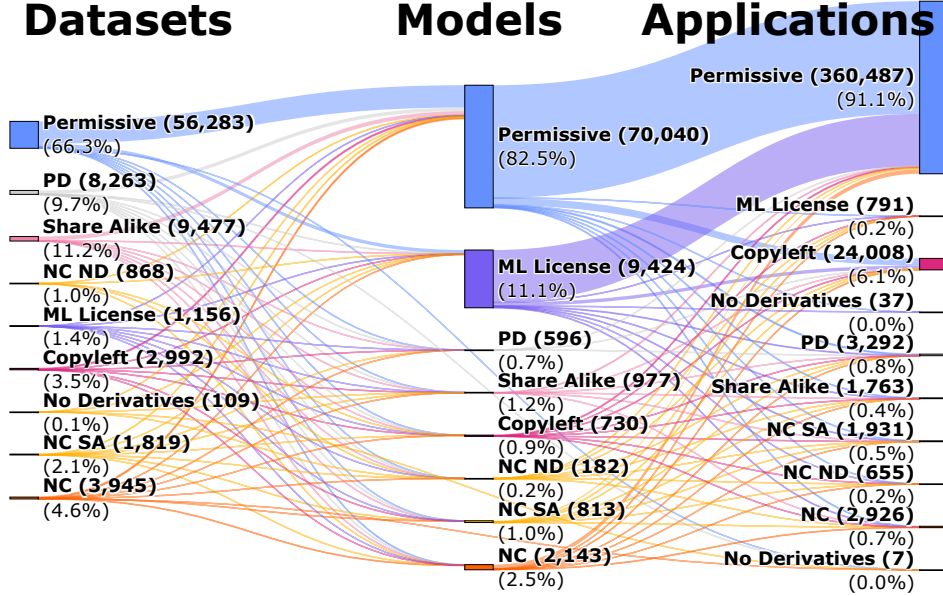 Datasets
Models
Applications
Permissive (56,283)
(66.3%)
PD (8,263)
(9.7%)
Share Alike (9,477)
(11.2%)
NC ND (868)
(1.0%)
ML License (1,156)
(1.4%)
Copyleft (2,992)
(3.5%)
No Derivatives (109)
(0.1%)
NC SA (1,819)
(2.1%)
NC (3,945)
(4.6%)
Permissive (70,040)
(82.5%)
ML License (9,424)
(11.1%)
PD (596)
(0.7%)
Share Alike (977)
(1.2%)
Copyleft (730)
(0.9%)
NC ND (182)
(0.2%)
NC SA (813)
(1.0%)
NC (2,143)
(2.5%)
Permissive (360,487)
(91.1%)
ML License (791)
(0.2%)
Copyleft (24,008)
(6.1%)
No Derivatives (37)
(0.0%)
PD (3,292)
(0.8%)
Share Alike (1,763)
(0.4%)
NC SA (1,931)
(0.5%)
NC ND (655)
(0.2%)
NC (2,926)
(0.7%)
No Derivatives (7)
(0.0%)